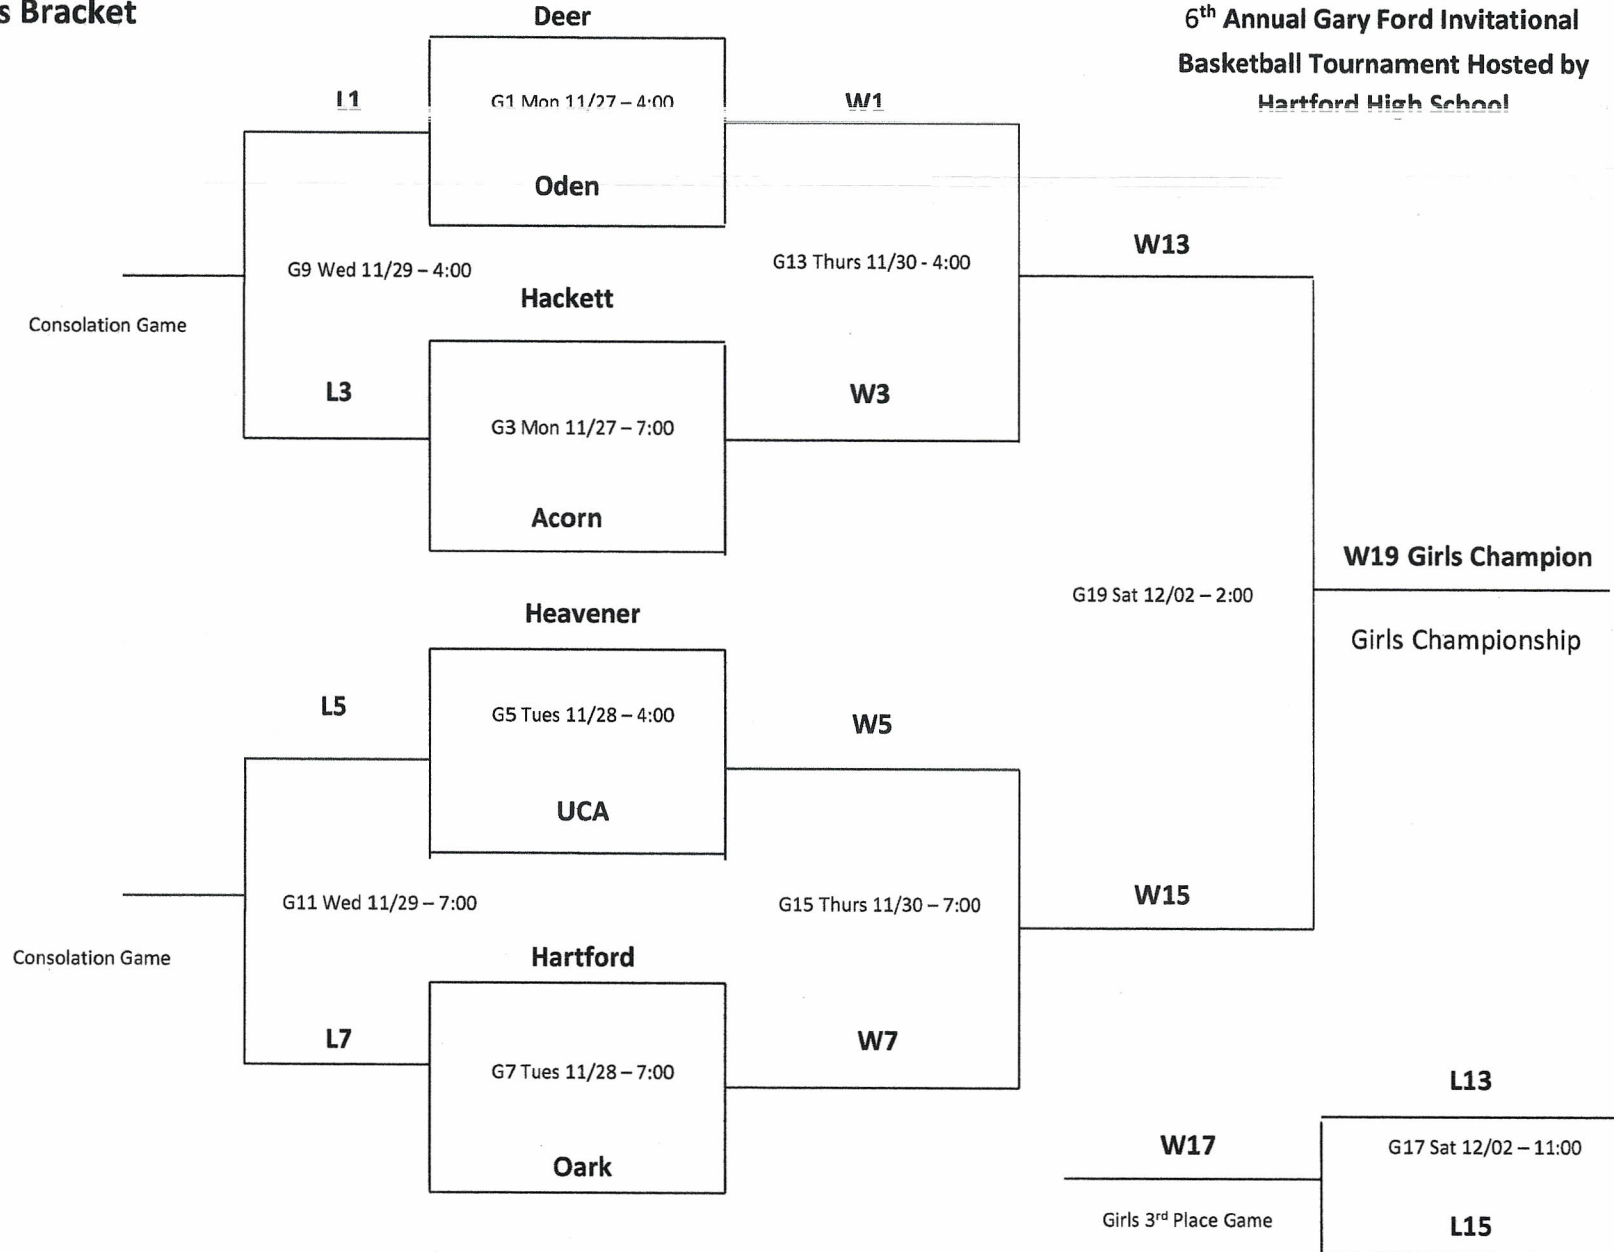 s Bracket
6th Annual Gary Ford Invitational
Basketball Tournament Hosted by
Hartford High School
Deer
L1
G1 Mon 11/27 – 4:00
W1
Oden
W13
G9 Wed 11/29 – 4:00
G13 Thurs 11/30 - 4:00
Hackett
Consolation Game
L3
W3
G3 Mon 11/27 – 7:00
Acorn
W19 Girls Champion
G19 Sat 12/02 – 2:00
Heavener
Girls Championship
L5
G5 Tues 11/28 – 4:00
W5
UCA
G11 Wed 11/29 – 7:00
G15 Thurs 11/30 – 7:00
W15
Consolation Game
Hartford
L7
W7
G7 Tues 11/28 – 7:00
L13
W17
G17 Sat 12/02 – 11:00
Oark
Girls 3rd Place Game
L15